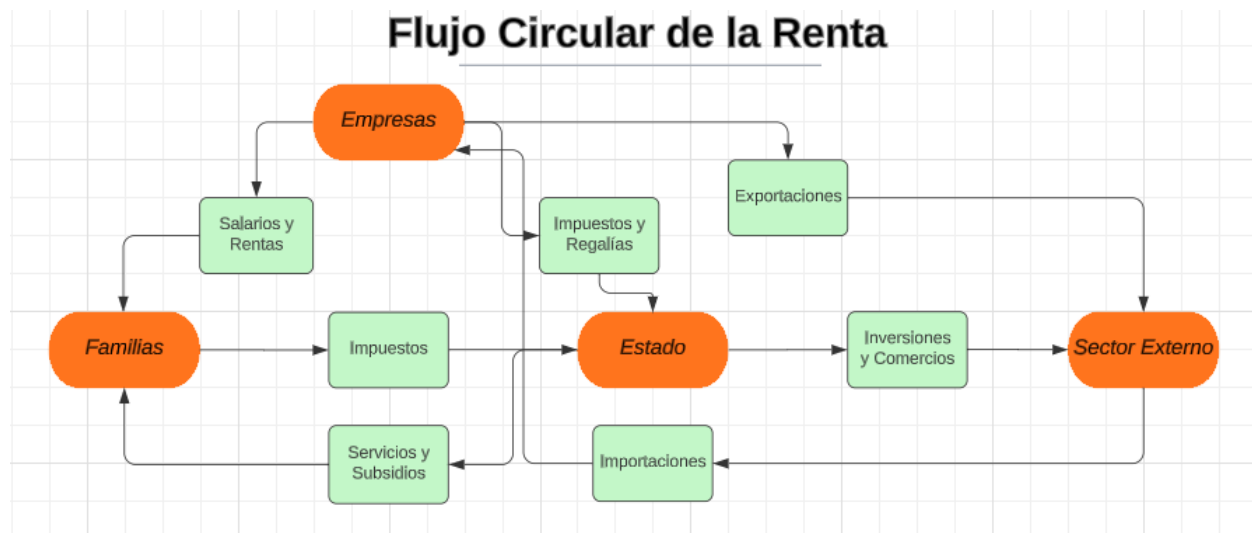 Flujo Circular de la Renta
Empresas
Exportaciones
Salarios y
Rentas
Impuestos y
Regalías
Familias
Impuestos
Estado
Inversiones
y Comercios
Sector Externo
Servicios y
Subsidios
Importaciones